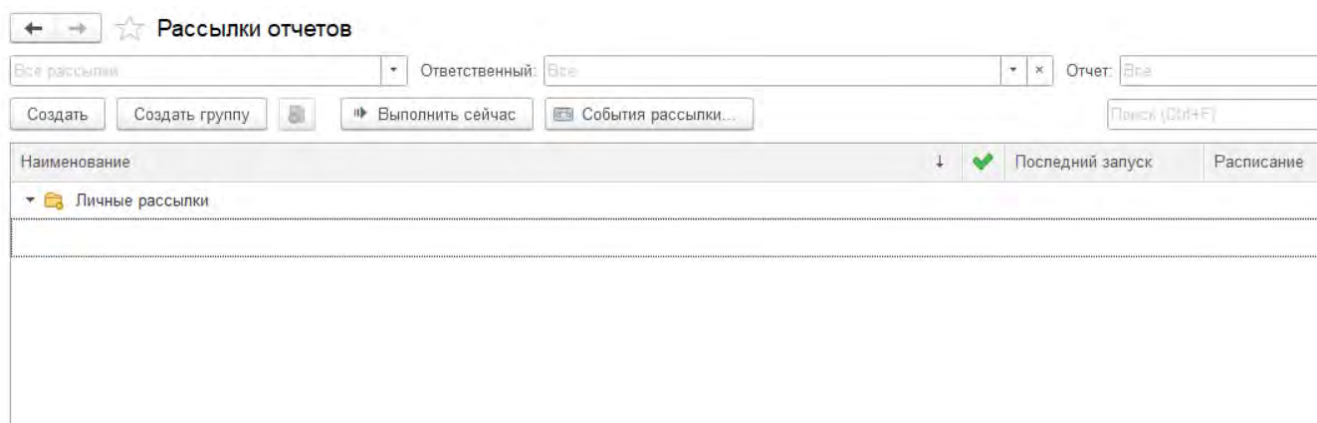 Рассылки отчетов
Все рассылки Ответственный: Все Отчет: Все
Создать Создать группу Выполнить сейчас События рассылки...  Поиск (Ctrl+F)
Наименование ↓ Последний запуск Расписание
Личные рассылки